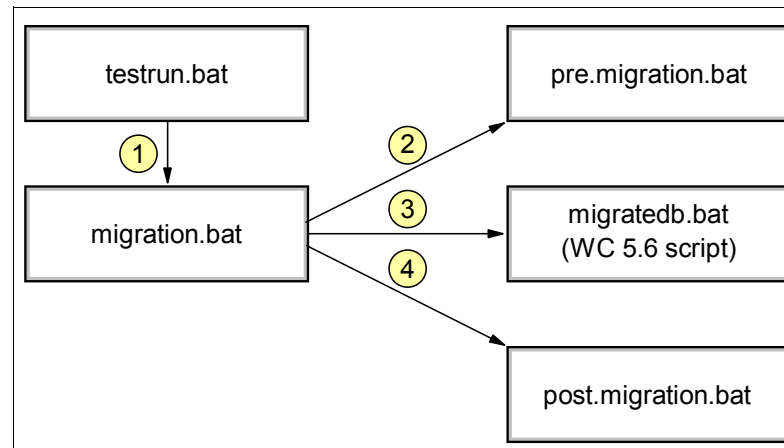 testrun.bat
pre.migration.bat
1
2
migration.bat
3
migratedb.bat
(WC 5.6 script)
4
post.migration.bat